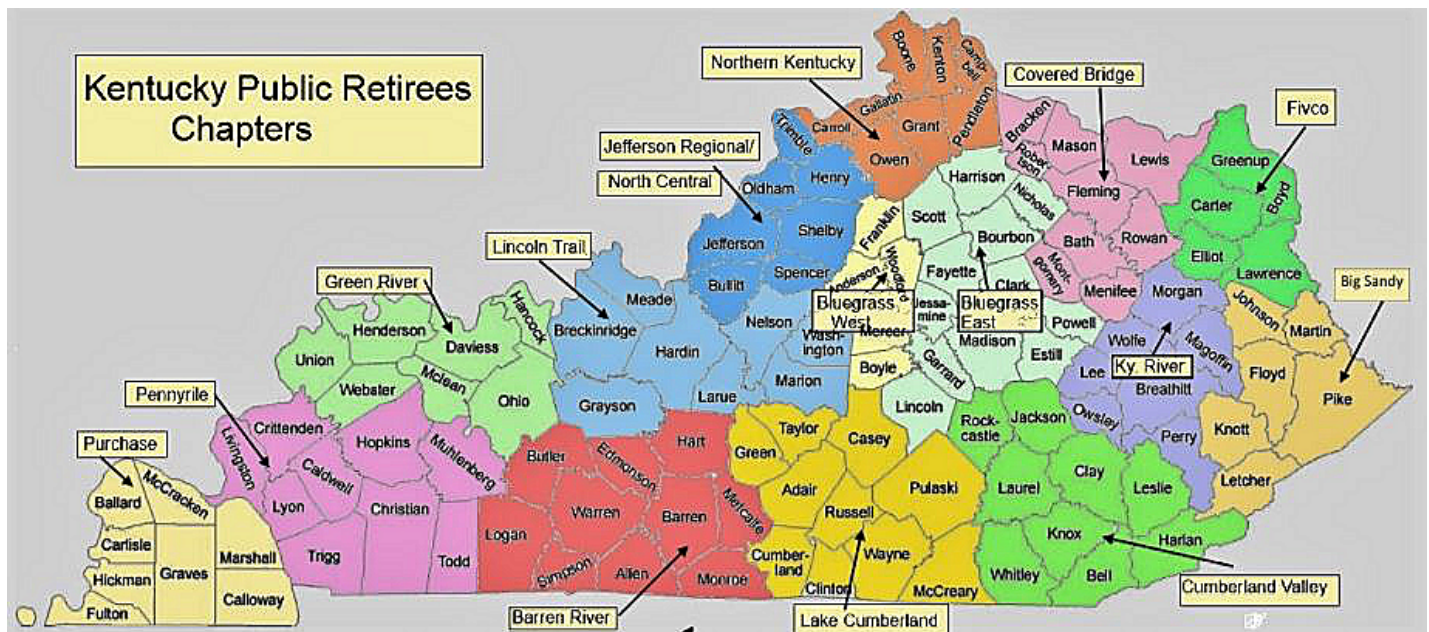 Kentucky Public Retirees
Chapters
Northern Kentucky
Covered Bridge
Fivco
Jefferson Regional/
North Central
Lincoln Trail
Green River
Big Sandy
Pennyrile
Purchase
Bluegrass
West
Bluegrass
East
Ky. River
Barren River
Lake Cumberland
Cumberland Valley
Boone
Kenton
Camp-
bell
Gallatin
Carroll
Grant
Pendleton
Owen
Trimble
Oldham
Henry
Jefferson
Shelby
Bullitt
Spencer
Bracken
Rober-
tson
Mason
Lewis
Fleming
Bath
Rowan
Mont-
gomery
Menifee
Greenup
Carter
Boyd
Elliot
Lawrence
Harrison
Nicholas
Scott
Bourbon
Fayette
Clark
Jessa-
mine
Madison
Powell
Estill
Garrard
Lincoln
Franklin
Woodford
Anderson
Mercer
Boyle
Meade
Breckinridge
Hardin
Nelson
Wash-
ington
Marion
Larue
Grayson
Hancock
Henderson
Daviess
Union
Webster
Mclean
Ohio
Crittenden
Livingston
Hopkins
Muhlenberg
Caldwell
Lyon
Christian
Trigg
Todd
Ballard
McCracken
Carlisle
Hickman
Graves
Marshall
Fulton
Calloway
Butler
Edmonson
Hart
Warren
Barren
Metcalfe
Logan
Simpson
Allen
Monroe
Green
Taylor
Casey
Adair
Russell
Pulaski
Cumber-
land
Clinton
Wayne
McCreary
Rock-
castle
Jackson
Laurel
Clay
Leslie
Knox
Harlan
Whitley
Bell
Morgan
Wolfe
Magoffin
Lee
Breathitt
Owsley
Perry
Johnson
Martin
Floyd
Pike
Knott
Letcher